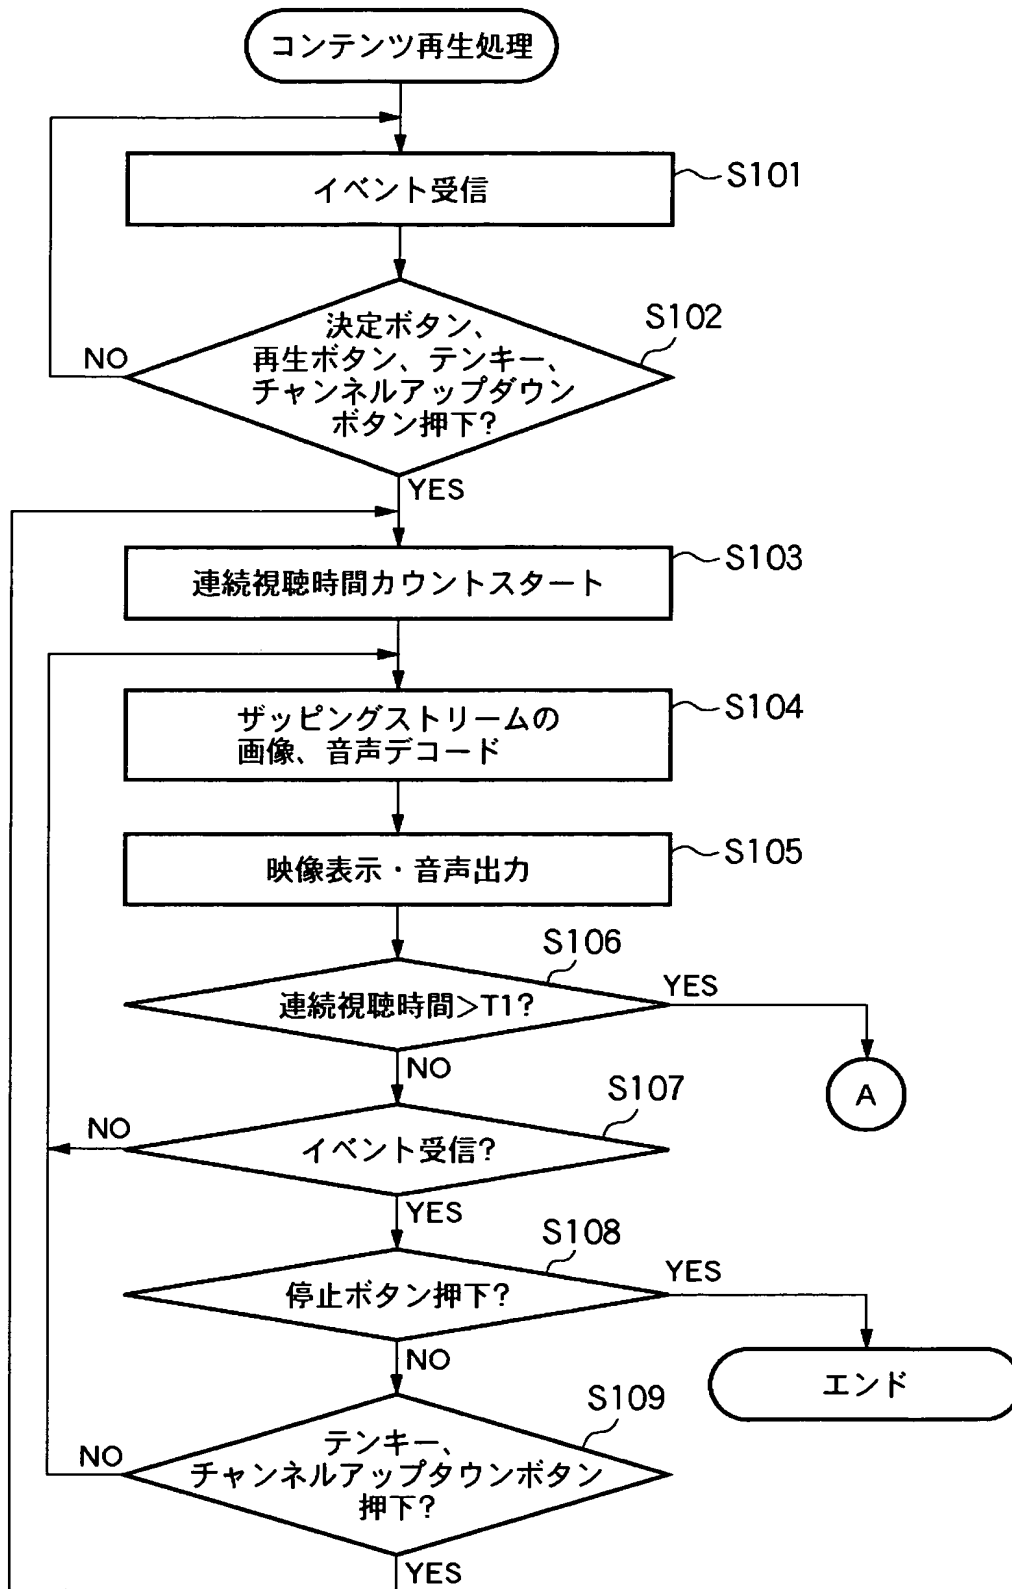 コンテンツ再生処理
イベント受信
S101
決定ボタン、
再生ボタン、テンキー、
チャンネルアップダウン
ボタン押下?
S102
NO
YES
連続視聴時間カウントスタート
S103
ザッピングストリームの
画像、音声デコード
S104
映像表示・音声出力
S105
連続視聴時間>T1?
S106
YES
A
NO
イベント受信?
S107
NO
YES
停止ボタン押下?
S108
YES
エンド
NO
テンキー、
チャンネルアップタウンボタン
押下?
S109
NO
YES